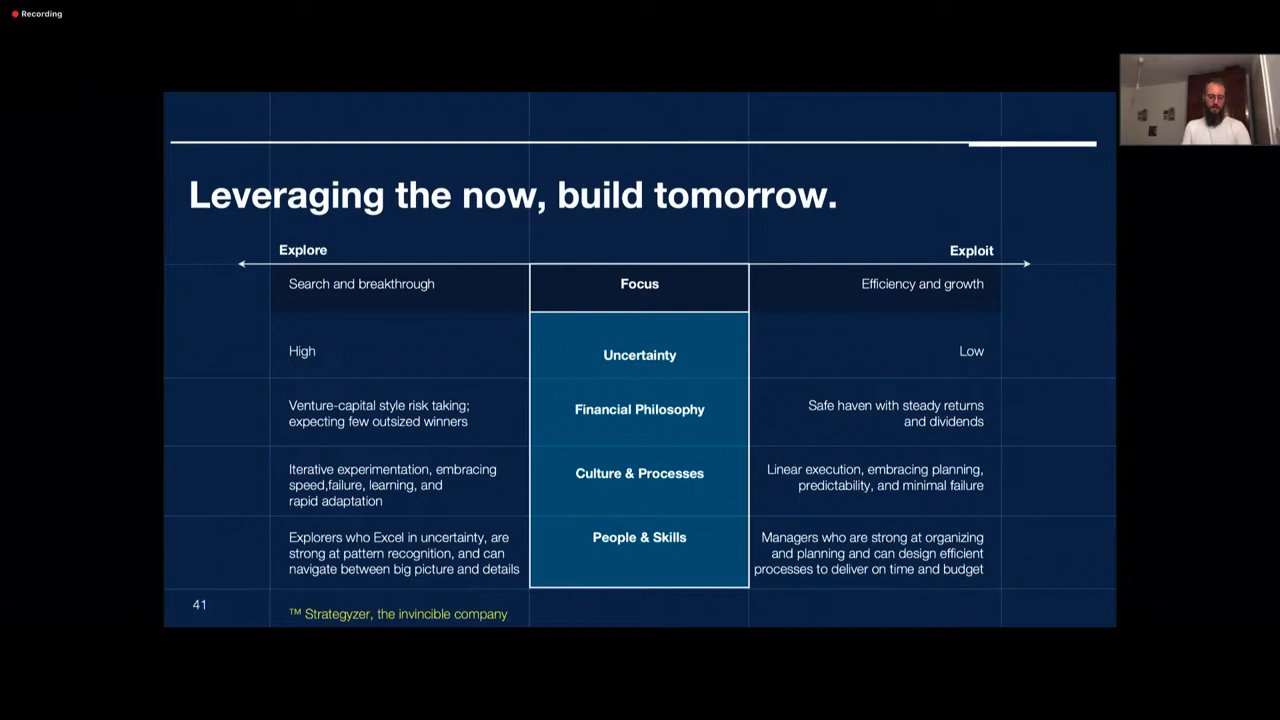 Recording
Leveraging the now, build tomorrow.
Explore
Exploit
Search and breakthrough
Focus
Efficiency and growth
High
Uncertainty
Low
Venture-capital style risk taking;
expecting few outsized winners
Financial Philosophy
Safe haven with steady returns
and dividends
Iterative experimentation, embracing
speed,failure, learning, and
rapid adaptation
Culture & Processes
Linear execution, embracing planning,
predictability, and minimal failure
Explorers who Excel in uncertainty, are
strong at pattern recognition, and can
navigate between big picture and details
People & Skills
Managers who are strong at organizing
and planning and can design efficient
processes to deliver on time and budget
41
™ Strategyzer, the invincible company